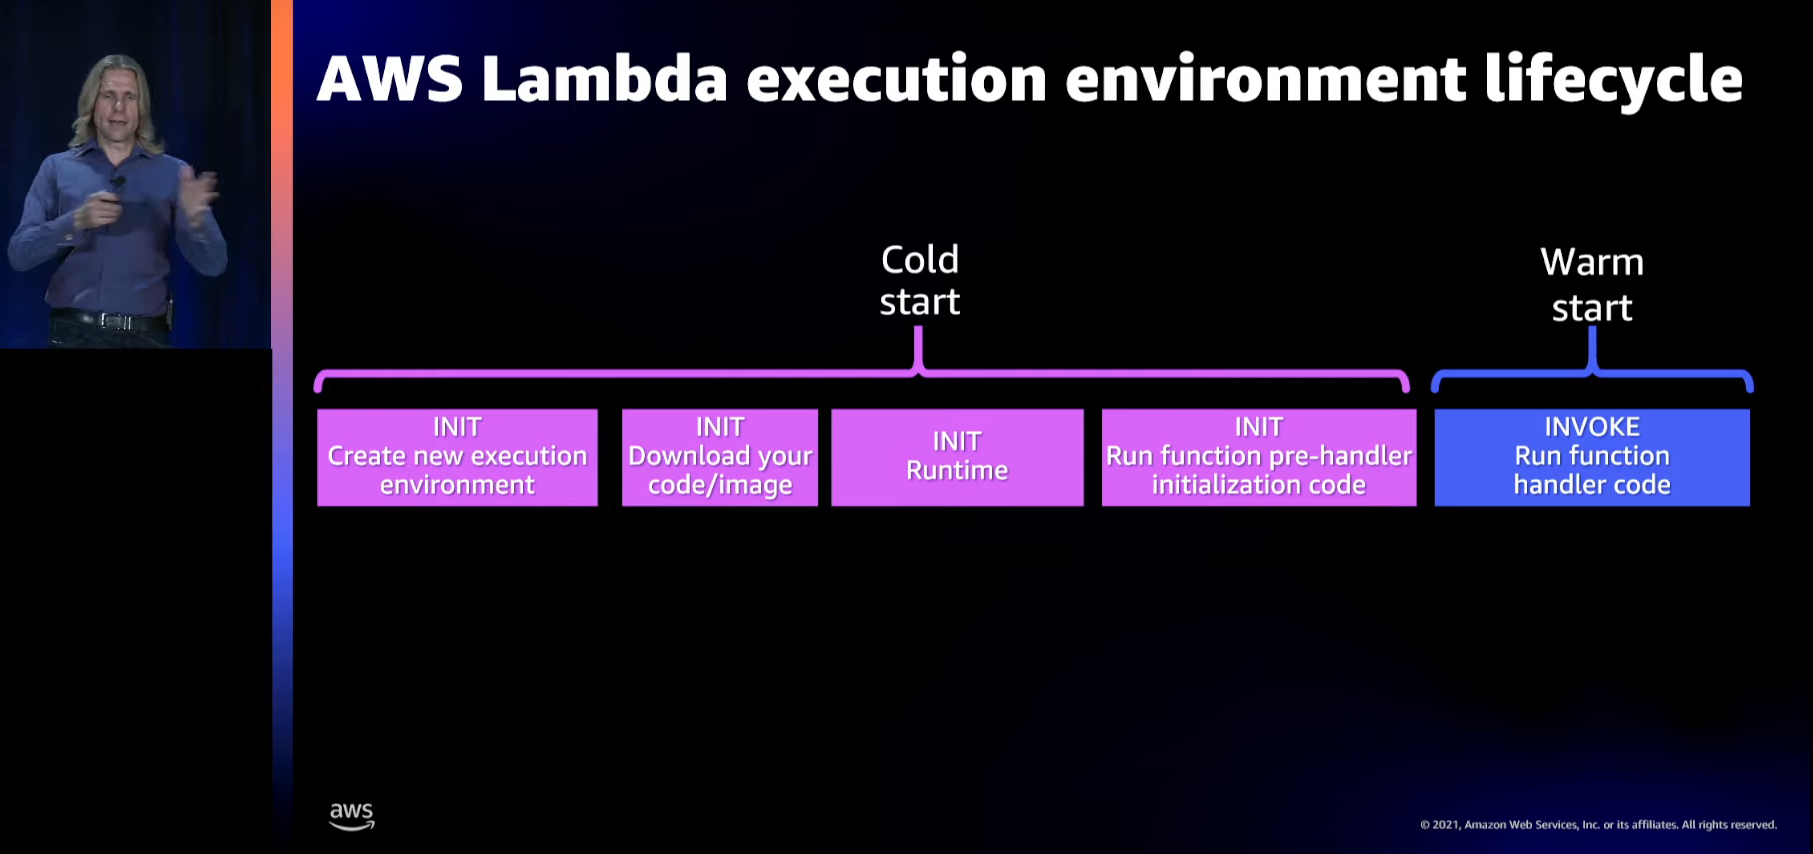 AWS Lambda execution environment lifecycle
Cold
start
Warm
start
INIT
Create new execution
environment
INIT
Download your
code/image
INIT
Runtime
INIT
Run function pre-handler
initialization code
INVOKE
Run function
handler code
aws
© 2021, Amazon Web Services, Inc. or its affiliates. All rights reserved.